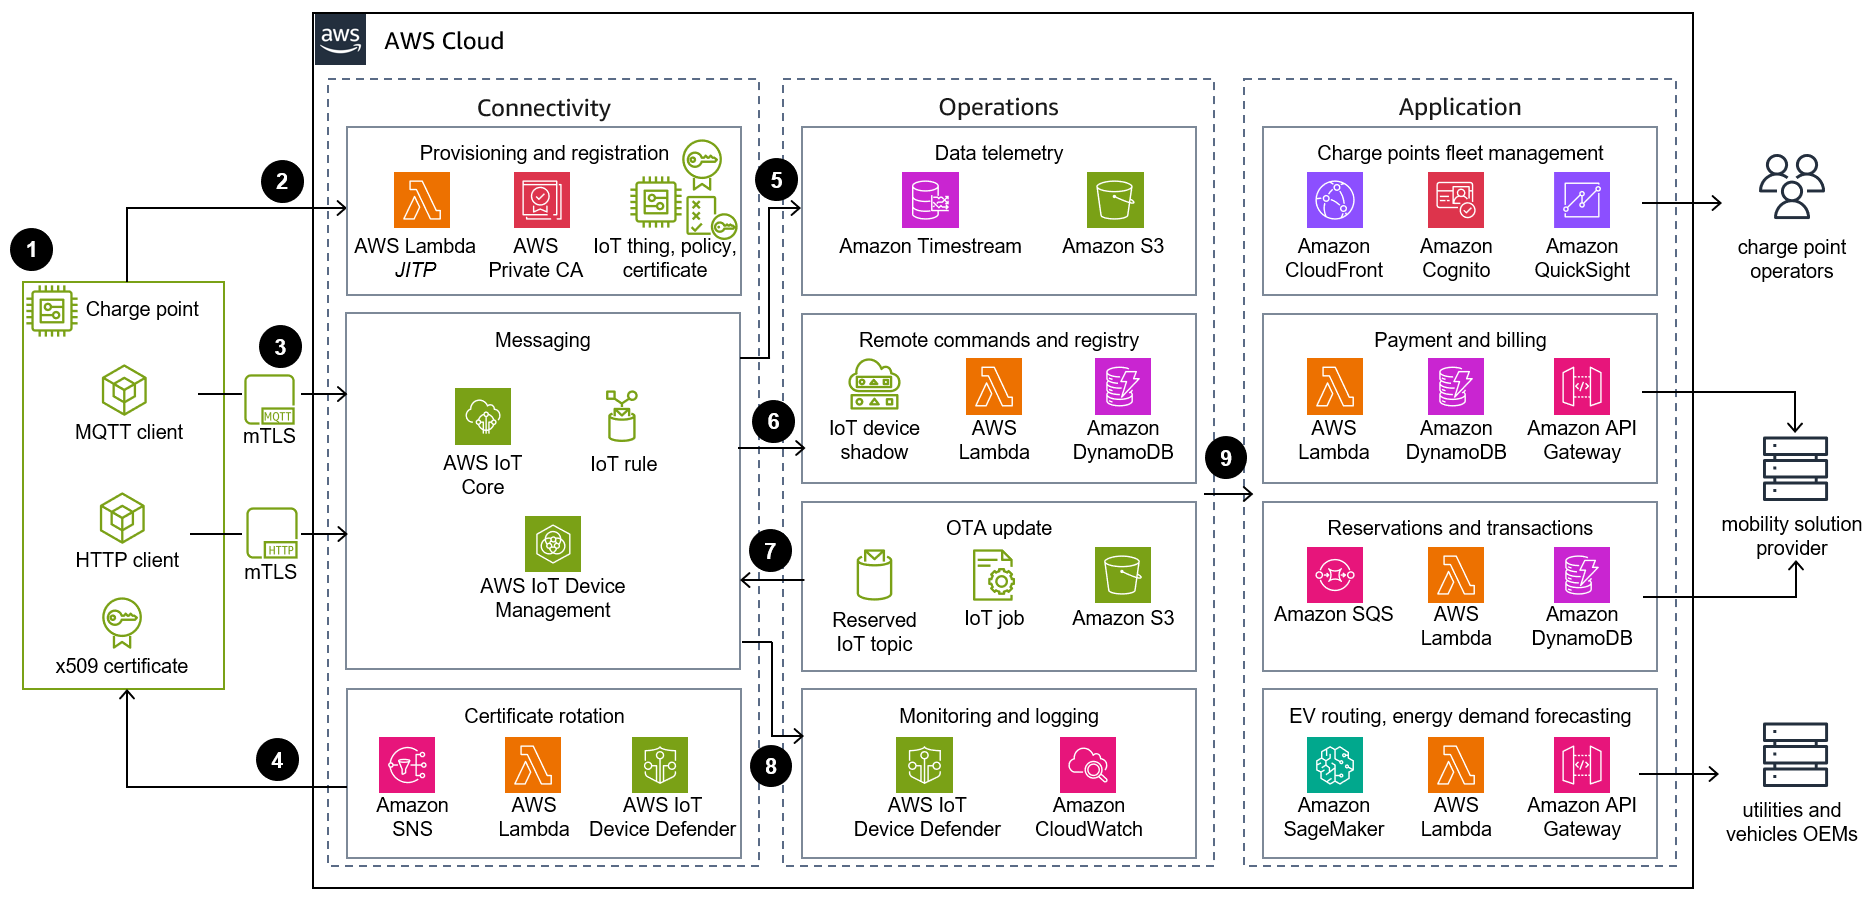 aws
AWS Cloud
Connectivity
Operations
Application
1
Charge point
MQTT client
HTTP client
x509 certificate
2
3
MQTT
mTLS
HTTP
mTLS
4
Provisioning and registration
AWS Lambda
JITP
AWS
Private CA
IoT thing, policy,
certificate
Messaging
AWS IoT
Core
IoT rule
AWS IoT Device
Management
Certificate rotation
Amazon
SNS
AWS
Lambda
AWS IoT
Device Defender
5
6
7
8
Data telemetry
Amazon Timestream
Amazon S3
Remote commands and registry
IoT device
shadow
AWS
Lambda
Amazon
DynamoDB
OTA update
Reserved
IoT topic
IoT job
Amazon S3
Monitoring and logging
AWS IoT
Device Defender
Amazon
CloudWatch
9
Charge points fleet management
Amazon
CloudFront
Amazon
Cognito
Amazon
QuickSight
Payment and billing
AWS
Lambda
Amazon
DynamoDB
Amazon API
Gateway
Reservations and transactions
Amazon SQS
AWS
Lambda
Amazon
DynamoDB
EV routing, energy demand forecasting
Amazon
SageMaker
AWS
Lambda
Amazon API
Gateway
charge point
operators
mobility solution
provider
utilities and
vehicles OEMs